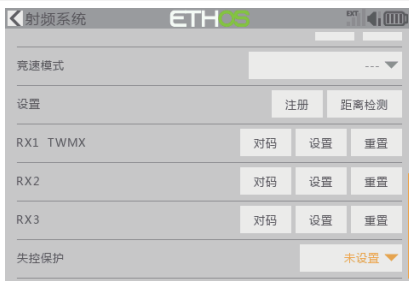 射频系统 ETHOS EXT
竞速模式 ---
设置 注册 距离检测
RX1 TWMX 对码 设置 重置
RX2 对码 设置 重置
RX3 对码 设置 重置
失控保护 未设置